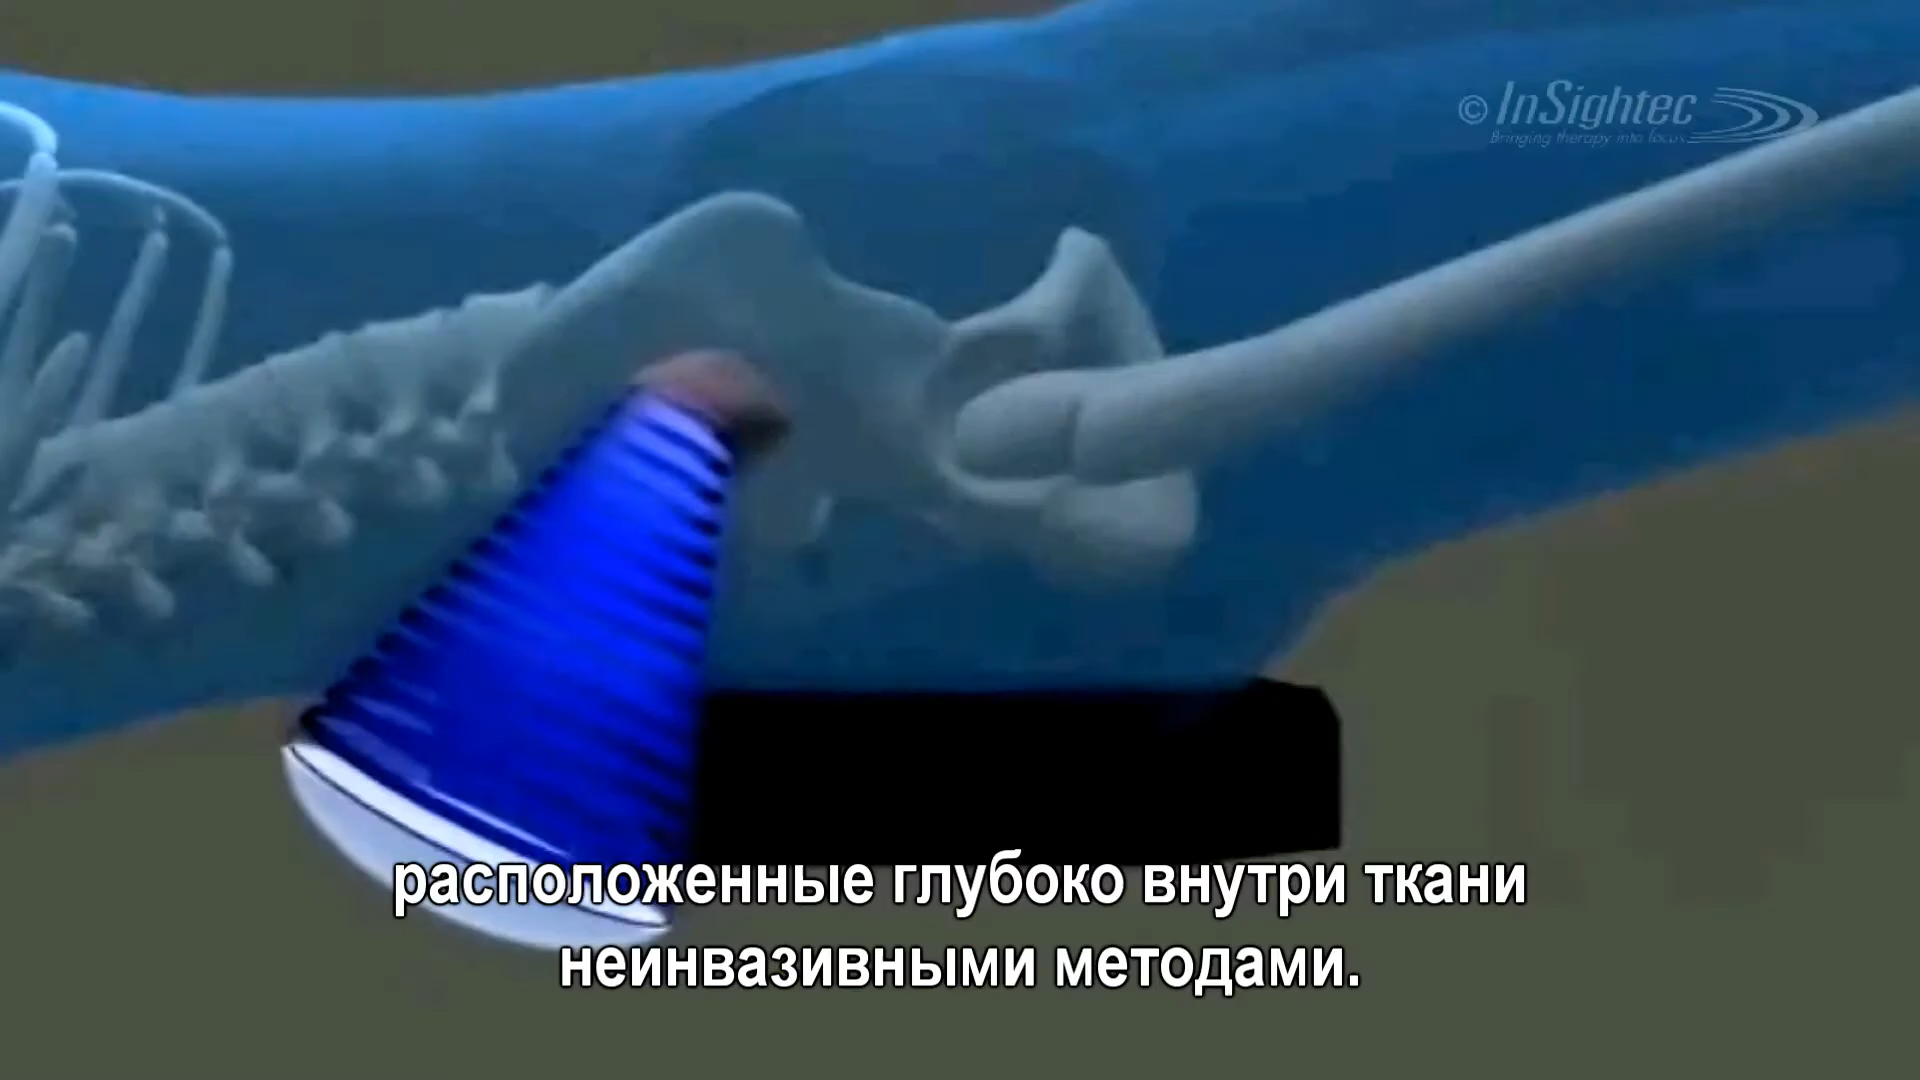 © InSightec
Bringing therapy into focus
расположенные глубоко внутри ткани
неинвазивными методами.